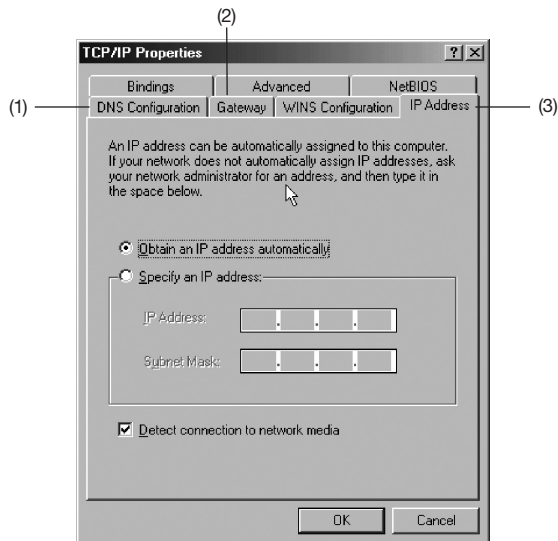 (2)
TCP/IP Properties
Bindings Advanced NetBIOS
(1) DNS Configuration Gateway WINS Configuration IP Address (3)
An IP address can be automatically assigned to this computer.
If your network does not automatically assign IP addresses, ask
your network administrator for an address, and then type it in
the space below.
Obtain an IP address automatically
Specify an IP address:
IP Address:
Subnet Mask:
Detect connection to network media
OK Cancel